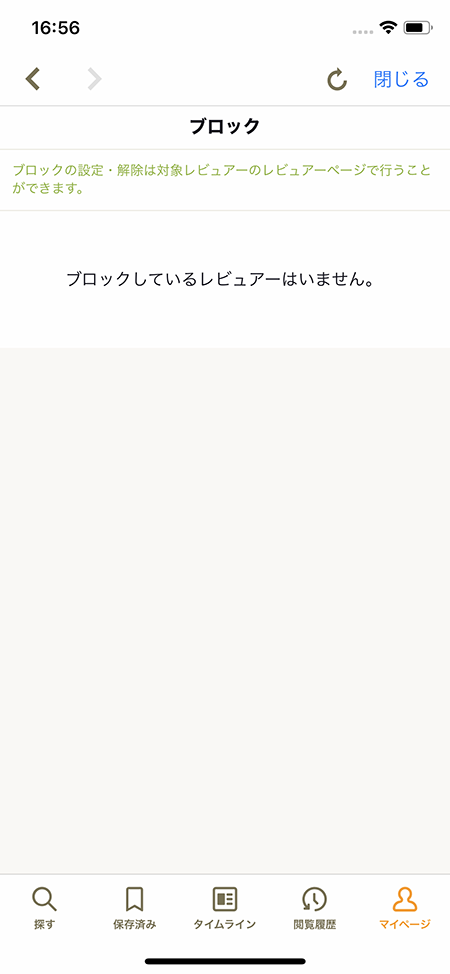 16:56
閉じる
ブロック
ブロックの設定・解除は対象レビュアーのレビュアーページで行うこと
ができます。
ブロックしているレビュアーはいません。
探す
保存済み
タイムライン
閲覧履歴
マイページ